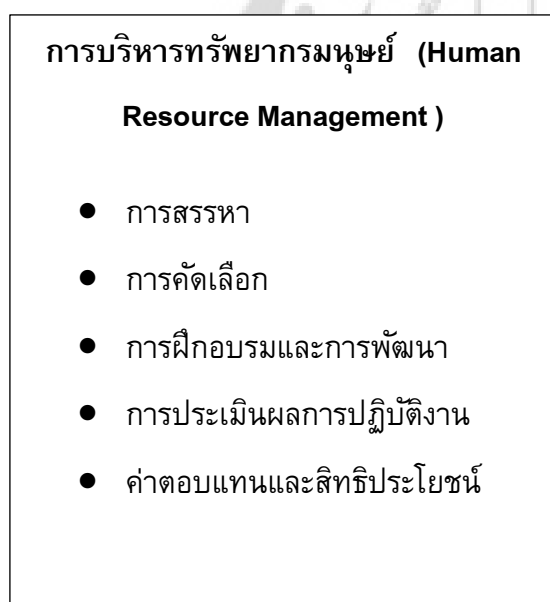 การบริหารทรัพยากรมนุษย์ (Human
Resource Management )
● การสรรหา
● การคัดเลือก
● การฝึกอบรมและการพัฒนา
● การประเมินผลการปฏิบัติงาน
● ค่าตอบแทนและสิทธิประโยชน์